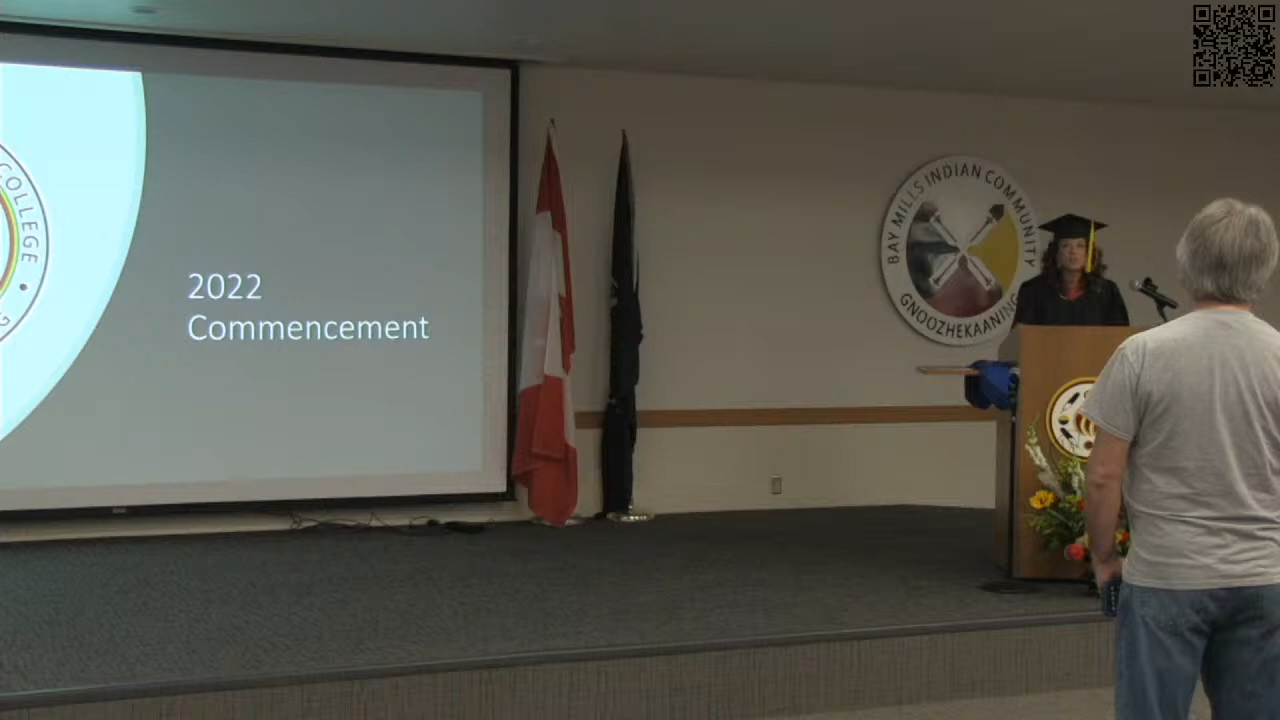 COLLEGE
2022
Commencement
BAY MILLS INDIAN COMMUNITY
GNOOZHEKAANING